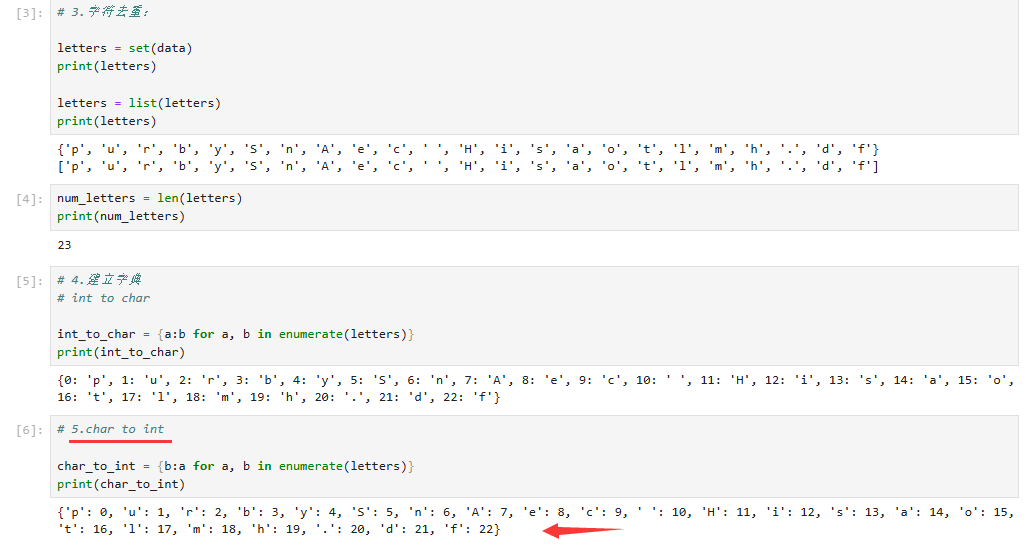 [3]: # 3.字符去重:
letters = set(data)
print(letters)
letters = list(letters)
print(letters)
{'p', 'u', 'r', 'b', 'y', 'S', 'n', 'A', 'e', 'c', ' ', 'H', 'i', 's', 'a', 'o', 't', 'l', 'm', 'h', '.', 'd', 'f'}
['p', 'u', 'r', 'b', 'y', 'S', 'n', 'A', 'e', 'c', ' ', 'H', 'i', 's', 'a', 'o', 't', 'l', 'm', 'h', '.', 'd', 'f']
[4]: num_letters = len(letters)
print(num_letters)
23
[5]: # 4.建立字典
# int to char
int_to_char = {a:b for a, b in enumerate(letters)}
print(int_to_char)
{0: 'p', 1: 'u', 2: 'r', 3: 'b', 4: 'y', 5: 'S', 6: 'n', 7: 'A', 8: 'e', 9: 'c', 10: ' ', 11: 'H', 12: 'i', 13: 's', 14: 'a', 15: 'o',
16: 't', 17: 'l', 18: 'm', 19: 'h', 20: '.', 21: 'd', 22: 'f'}
[6]: # 5.char to int
char_to_int = {b:a for a, b in enumerate(letters)}
print(char_to_int)
{'p': 0, 'u': 1, 'r': 2, 'b': 3, 'y': 4, 'S': 5, 'n': 6, 'A': 7, 'e': 8, 'c': 9, ' ': 10, 'H': 11, 'i': 12, 's': 13, 'a': 14, 'o': 15,
't': 16, 'l': 17, 'm': 18, 'h': 19, '.': 20, 'd': 21, 'f': 22}